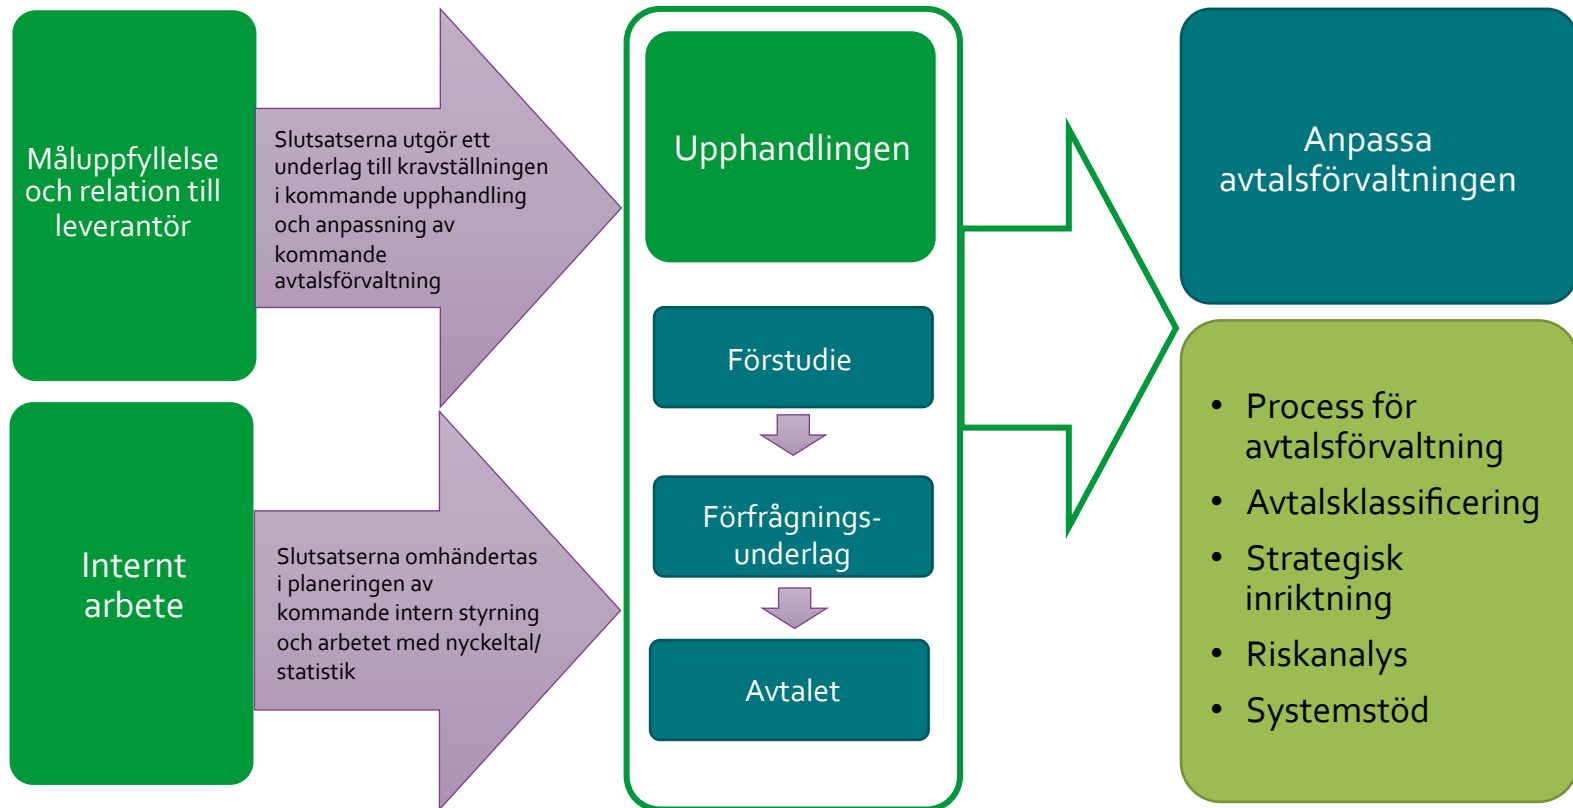 Måluppfyllelse
och relation till
leverantör
Slutsatserna utgör ett
underlag till kravställningen
i kommande upphandling
och anpassning av
kommande
avtalsförvaltning
Internt
arbete
Slutsatserna omhändertas
i planeringen av
kommande intern styrning
och arbetet med nyckeltal/
statistik
Upphandlingen
Förstudie
Förfrågnings-
underlag
Avtalet
Anpassa
avtalsförvaltningen
• Process för
avtalsförvaltning
• Avtalsklassificering
• Strategisk
inriktning
• Riskanalys
• Systemstöd